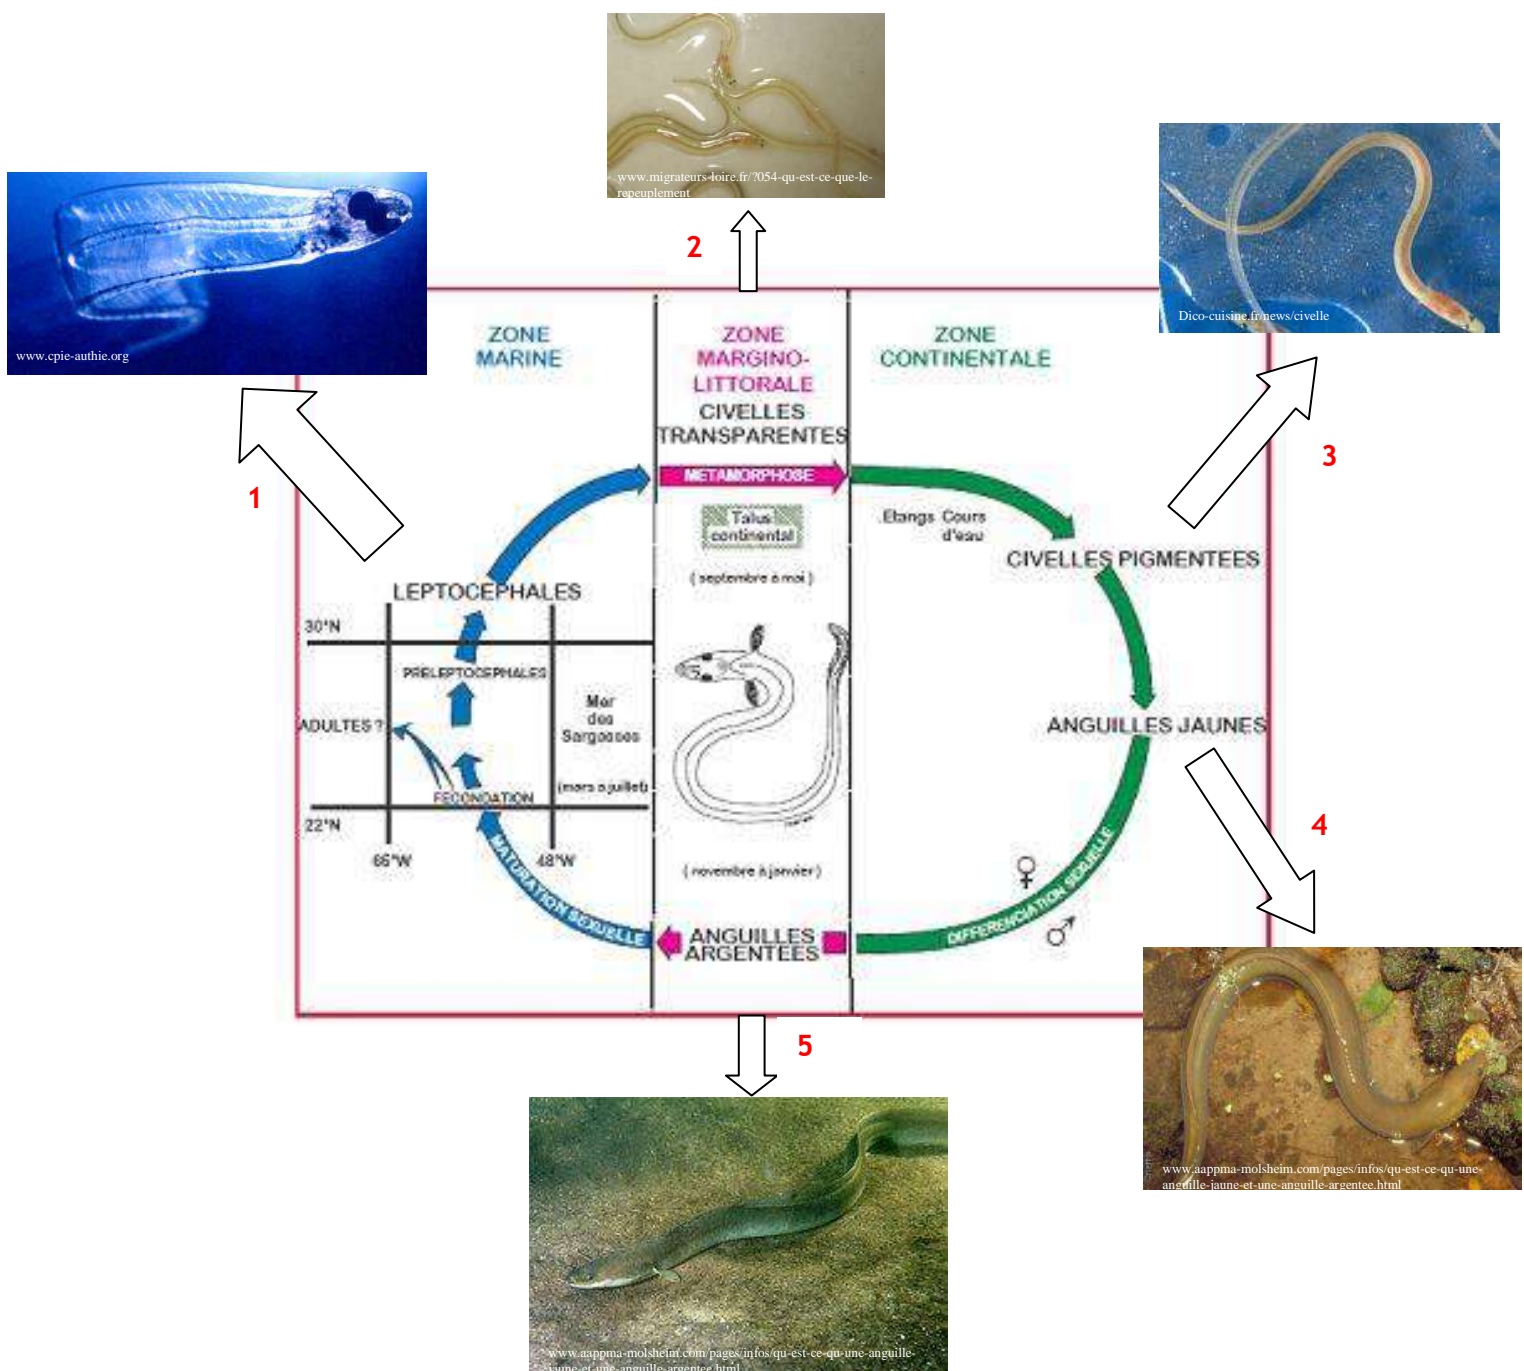 www.migrateurs-loire.fr/?054-qu-est-ce-que-le-
repeuplement
2
www.cpie-authie.org
1
Dico-cuisine.fr/news/civelle
3
ZONE
MARINE
ZONE
MARGINO-
LITTORALE
ZONE
CONTINENTALE
CIVELLES
TRANSPARENTES
METAMORPHOSE
Talus
continental
(septembre à mai)
Etangs Cours
d'eau
CIVELLES PIGMENTEES
LEPTOCEPHALES
30°N
PRELEPTOCEPHALES
Mer
des
Sargasses
ADULTES ?
ANGUILLES JAUNES
(mars à juillet)
FECONDATION
22°N
66°W
48°W
MATURATION SEXUELLE
(novembre à janvier)
♀
DIFFERENCIATION SEXUELLE
♂
4
ANGUILLES
ARGENTEES
5
www.aappma-molsheim.com/pages/infos/qu-est-ce-qu-une-
anguille-jaune-et-une-anguille-argentee.html
www.aappma-molsheim.com/pages/infos/qu-est-ce-qu-une-anguille-
jaune-et-une-anguille-argentee.html